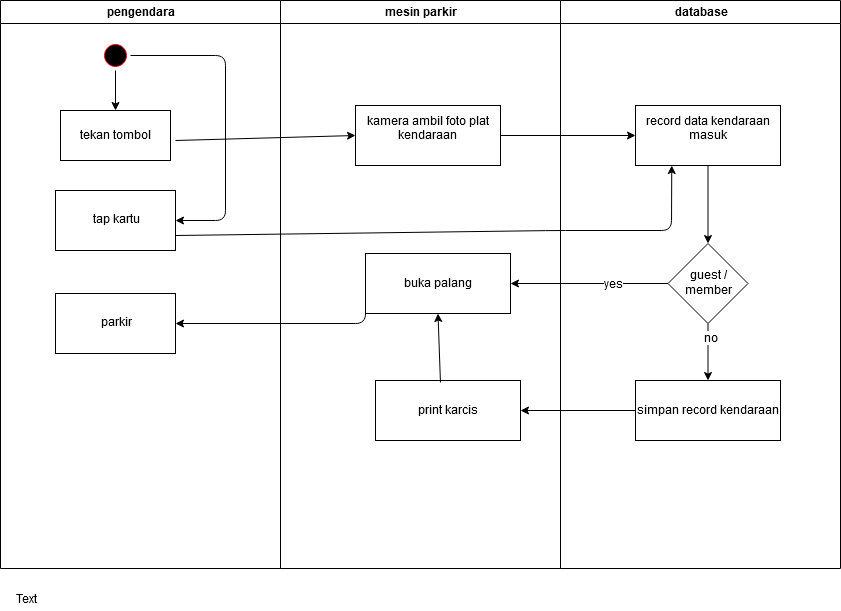 pengendara
mesin parkir
database
tekan tombol
kamera ambil foto plat
kendaraan
record data kendaraan
masuk
tap kartu
buka palang
yes
guest /
member
parkir
no
print karcis
simpan record kendaraan
Text